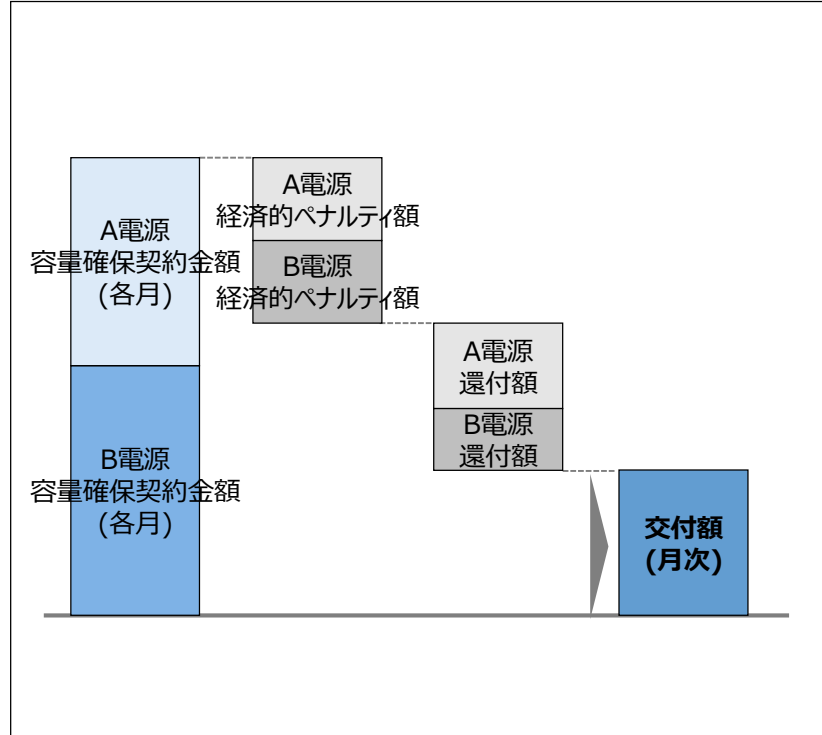 A電源
容量確保契約金額
(各月)
B電源
容量確保契約金額
(各月)
A電源
経済的ペナルティ額
B電源
経済的ペナルティ額
A電源
還付額
B電源
還付額
交付額
(月次)